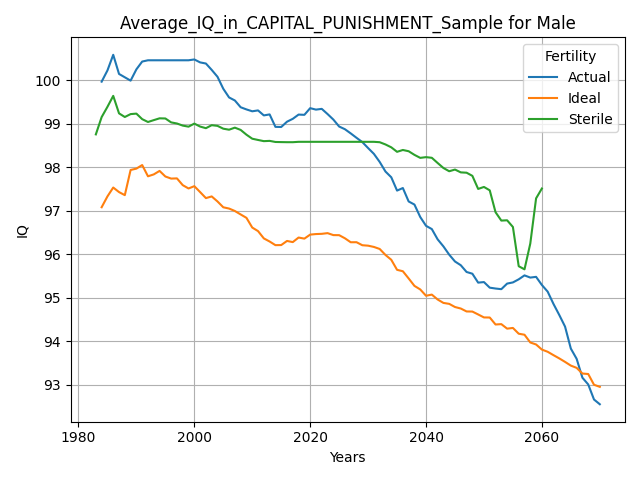 Average_IQ_in_CAPITAL_PUNISHMENT_Sample for Male
Fertility
Actual
Ideal
Sterile
IQ
100
99
98
97
96
95
94
93
1980
2000
2020
2040
2060
Years